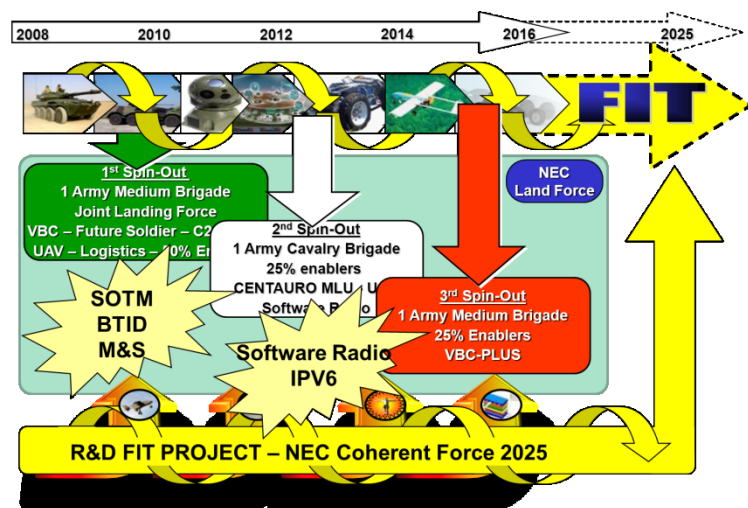 2008 2010 2012 2014 2016 2025
FIT
1st Spin-Out
1 Army Medium Brigade
Joint Landing Force
VBC – Future Soldier – C2
UAV – Logistics –
NEC
Land Force
2nd Spin-Out
1 Army Cavalry Brigade
25% enablers
CENTAURO MLU
Software Radio
3rd Spin-Out
1 Army Medium Brigade
25% Enablers
VBC-PLUS
SOTM
BTID
M&S
Software Radio
IPV6
R&D FIT PROJECT – NEC Coherent Force 2025